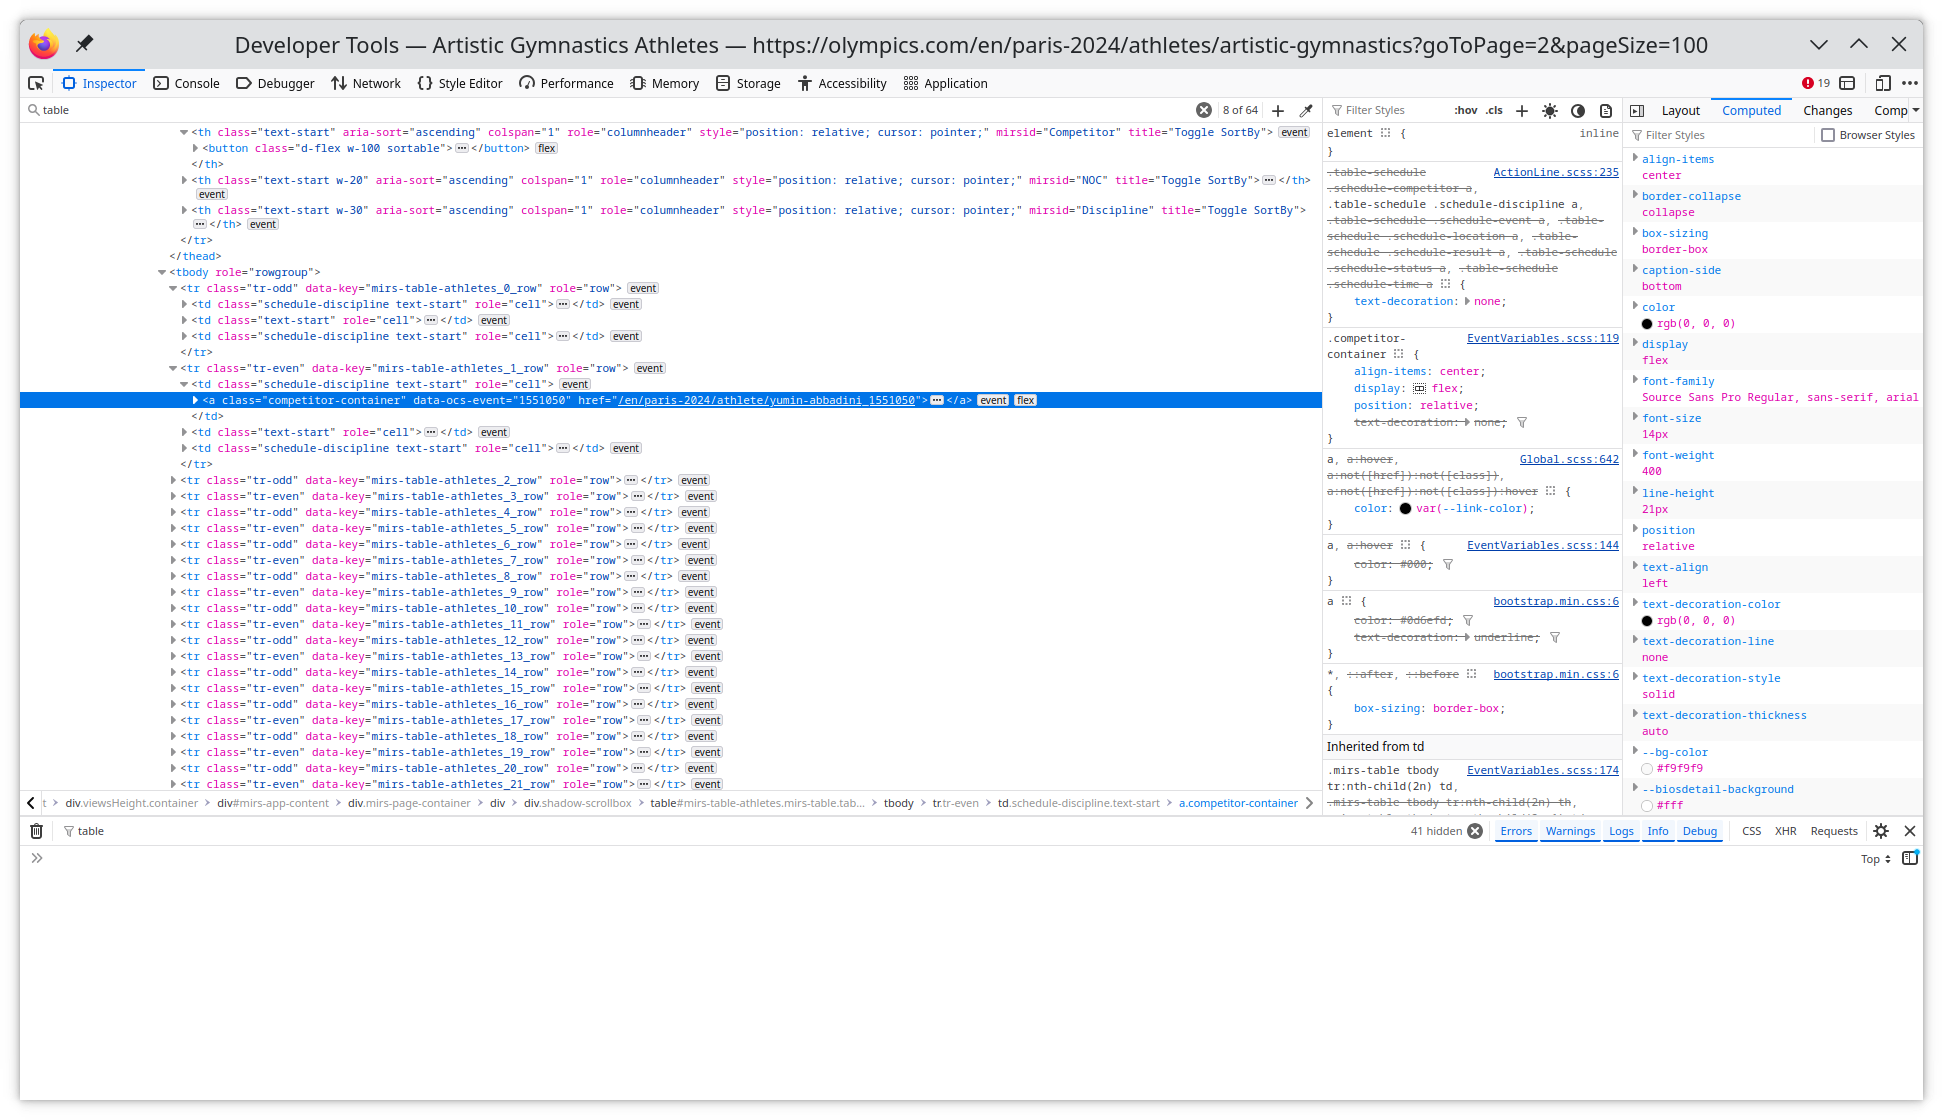 Developer Tools — Artistic Gymnastics Athletes — https://olympics.com/en/paris-2024/athletes/artistic-gymnastics?goToPage=2&pageSize=100
Inspector Console Debugger Network Style Editor Performance Memory Storage Accessibility Application 19
table 8 of 64
<th class="text-start" aria-sort="ascending" colspan="1" role="columnheader" style="position: relative; cursor: pointer;" mirsid="Competitor" title="Toggle SortBy"> event
<button class="d-flex w-100 sortable"> ••• </button> flex
</th>
<th class="text-start w-20" aria-sort="ascending" colspan="1" role="columnheader" style="position: relative; cursor: pointer;" mirsid="NOC" title="Toggle SortBy"> ••• </th>
event
<th class="text-start w-30" aria-sort="ascending" colspan="1" role="columnheader" style="position: relative; cursor: pointer;" mirsid="Discipline" title="Toggle SortBy">
••• </th> event
</tr>
</thead>
<tbody role="rowgroup">
<tr class="tr-odd" data-key="mirs-table-athletes_0_row" role="row"> event
<td class="schedule-discipline text-start" role="cell"> ••• </td> event
<td class="text-start" role="cell"> ••• </td> event
<td class="schedule-discipline text-start" role="cell"> ••• </td> event
</tr>
<tr class="tr-even" data-key="mirs-table-athletes_1_row" role="row"> event
<td class="schedule-discipline text-start" role="cell"> event
<a class="competitor-container" data-ocs-event="1551050" href="/en/paris-2024/athlete/yumin-abbadini_1551050"> ••• </a> event flex
</td>
<td class="text-start" role="cell"> ••• </td> event
<td class="schedule-discipline text-start" role="cell"> ••• </td> event
</tr>
<tr class="tr-odd" data-key="mirs-table-athletes_2_row" role="row"> ••• </tr> event
<tr class="tr-even" data-key="mirs-table-athletes_3_row" role="row"> ••• </tr> event
<tr class="tr-odd" data-key="mirs-table-athletes_4_row" role="row"> ••• </tr> event
<tr class="tr-even" data-key="mirs-table-athletes_5_row" role="row"> ••• </tr> event
<tr class="tr-odd" data-key="mirs-table-athletes_6_row" role="row"> ••• </tr> event
<tr class="tr-even" data-key="mirs-table-athletes_7_row" role="row"> ••• </tr> event
<tr class="tr-odd" data-key="mirs-table-athletes_8_row" role="row"> ••• </tr> event
<tr class="tr-even" data-key="mirs-table-athletes_9_row" role="row"> ••• </tr> event
<tr class="tr-odd" data-key="mirs-table-athletes_10_row" role="row"> ••• </tr> event
<tr class="tr-even" data-key="mirs-table-athletes_11_row" role="row"> ••• </tr> event
<tr class="tr-odd" data-key="mirs-table-athletes_12_row" role="row"> ••• </tr> event
<tr class="tr-even" data-key="mirs-table-athletes_13_row" role="row"> ••• </tr> event
<tr class="tr-odd" data-key="mirs-table-athletes_14_row" role="row"> ••• </tr> event
<tr class="tr-even" data-key="mirs-table-athletes_15_row" role="row"> ••• </tr> event
<tr class="tr-odd" data-key="mirs-table-athletes_16_row" role="row"> ••• </tr> event
<tr class="tr-even" data-key="mirs-table-athletes_17_row" role="row"> ••• </tr> event
<tr class="tr-odd" data-key="mirs-table-athletes_18_row" role="row"> ••• </tr> event
<tr class="tr-even" data-key="mirs-table-athletes_19_row" role="row"> ••• </tr> event
<tr class="tr-odd" data-key="mirs-table-athletes_20_row" role="row"> ••• </tr> event
<tr class="tr-even" data-key="mirs-table-athletes_21_row" role="row"> ••• </tr> event
t div.viewsHeight.container div#mirs-app-content div.mirs-page-container div div.shadow-scrollbox table#mirs-table-athletes.mirs-table.tab... tbody tr.tr-even td.schedule-discipline.text-start a.competitor-container
Filter Styles :hov .cls
element { inline
}
.table-schedule ActionLine.scss:235
.schedule-competitor a,
.table-schedule .schedule-discipline a,
.table-schedule .schedule-event a, .table-
schedule .schedule-location a, .table-
schedule .schedule-result a, .table-schedule
.schedule-status a, .table-schedule
.schedule-time a {
text-decoration: none;
}
.competitor- EventVariables.scss:119
container {
align-items: center;
display: flex;
position: relative;
text-decoration: none;
}
a, a:hover, Global.scss:642
a:not([href]):not([class]),
a:not([href]):not([class]):hover {
color: var(--link-color);
}
a, a:hover { EventVariables.scss:144
color: #000;
}
a { bootstrap.min.css:6
color: #0d6efd;
text-decoration: underline;
}
*, ::after, ::before bootstrap.min.css:6
{
box-sizing: border-box;
}
Inherited from td
.mirs-table tbody EventVariables.scss:174
tr:nth-child(2n) td,
.mirs-table tbody tr:nth-child(2n) th,
Layout Computed Changes Comp
Filter Styles Browser Styles
align-items
center
border-collapse
collapse
box-sizing
border-box
caption-side
bottom
color
rgb(0, 0, 0)
display
flex
font-family
Source Sans Pro Regular, sans-serif, arial
font-size
14px
font-weight
400
line-height
21px
position
relative
text-align
left
text-decoration-color
rgb(0, 0, 0)
text-decoration-line
none
text-decoration-style
solid
text-decoration-thickness
auto
--bg-color
#f9f9f9
--biosdetail-background
#fff
table 41 hidden Errors Warnings Logs Info Debug CSS XHR Requests
Top